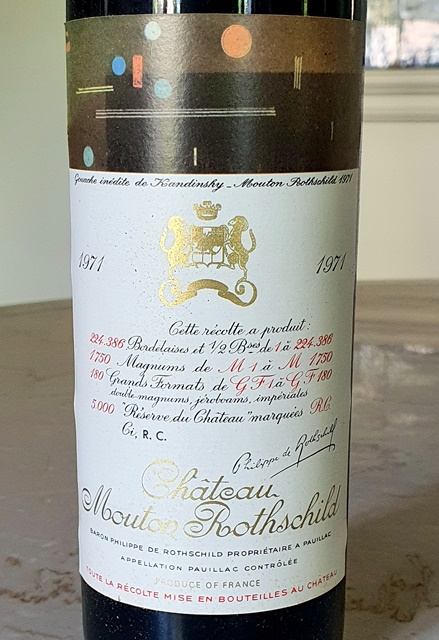 Gouache inédite de Kandinsky - Mouton Rothschild 1971
1971 1971
Cette récolte a produit :
224.386 Bordelaises et 1/2 Bses de 1 à 224.386
1750 Magnums de M 1 à M 1750
180 Grands Formats de G F 1 à G F 180
double-magnums, jéroboams, impériales
5000 "Réserve du Château" marquées R.C.
Ci, R. C.
Philippe de Rothschild
Château
Mouton Rothschild
BARON PHILIPPE DE ROTHSCHILD PROPRIÉTAIRE A PAUILLAC
APPELLATION PAUILLAC CONTRÔLÉE
PRODUCE OF FRANCE
TOUTE LA RÉCOLTE MISE EN BOUTEILLES AU CHÂTEAU